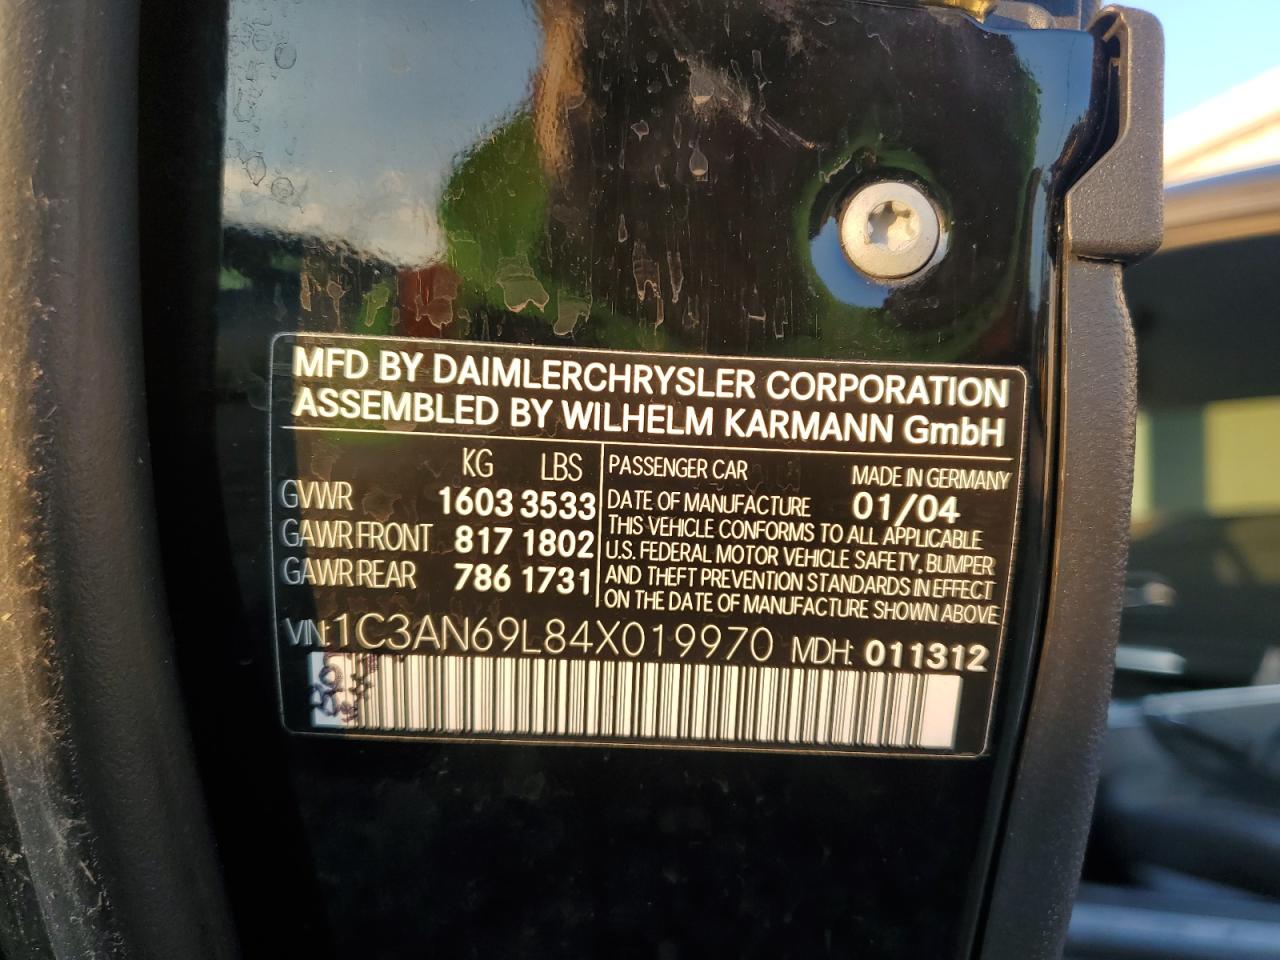 MFD BY DAIMLERCHRYSLER CORPORATION
ASSEMBLED BY WILHELM KARMANN GmbH
KG LBS
GVWR 1603 3533
GAWR FRONT 817 1802
GAWR REAR 786 1731
PASSENGER CAR MADE IN GERMANY
DATE OF MANUFACTURE 01/04
THIS VEHICLE CONFORMS TO ALL APPLICABLE
U.S. FEDERAL MOTOR VEHICLE SAFETY, BUMPER
AND THEFT PREVENTION STANDARDS IN EFFECT
ON THE DATE OF MANUFACTURE SHOWN ABOVE
VIN: 1C3AN69L84X019970 MDH: 011312